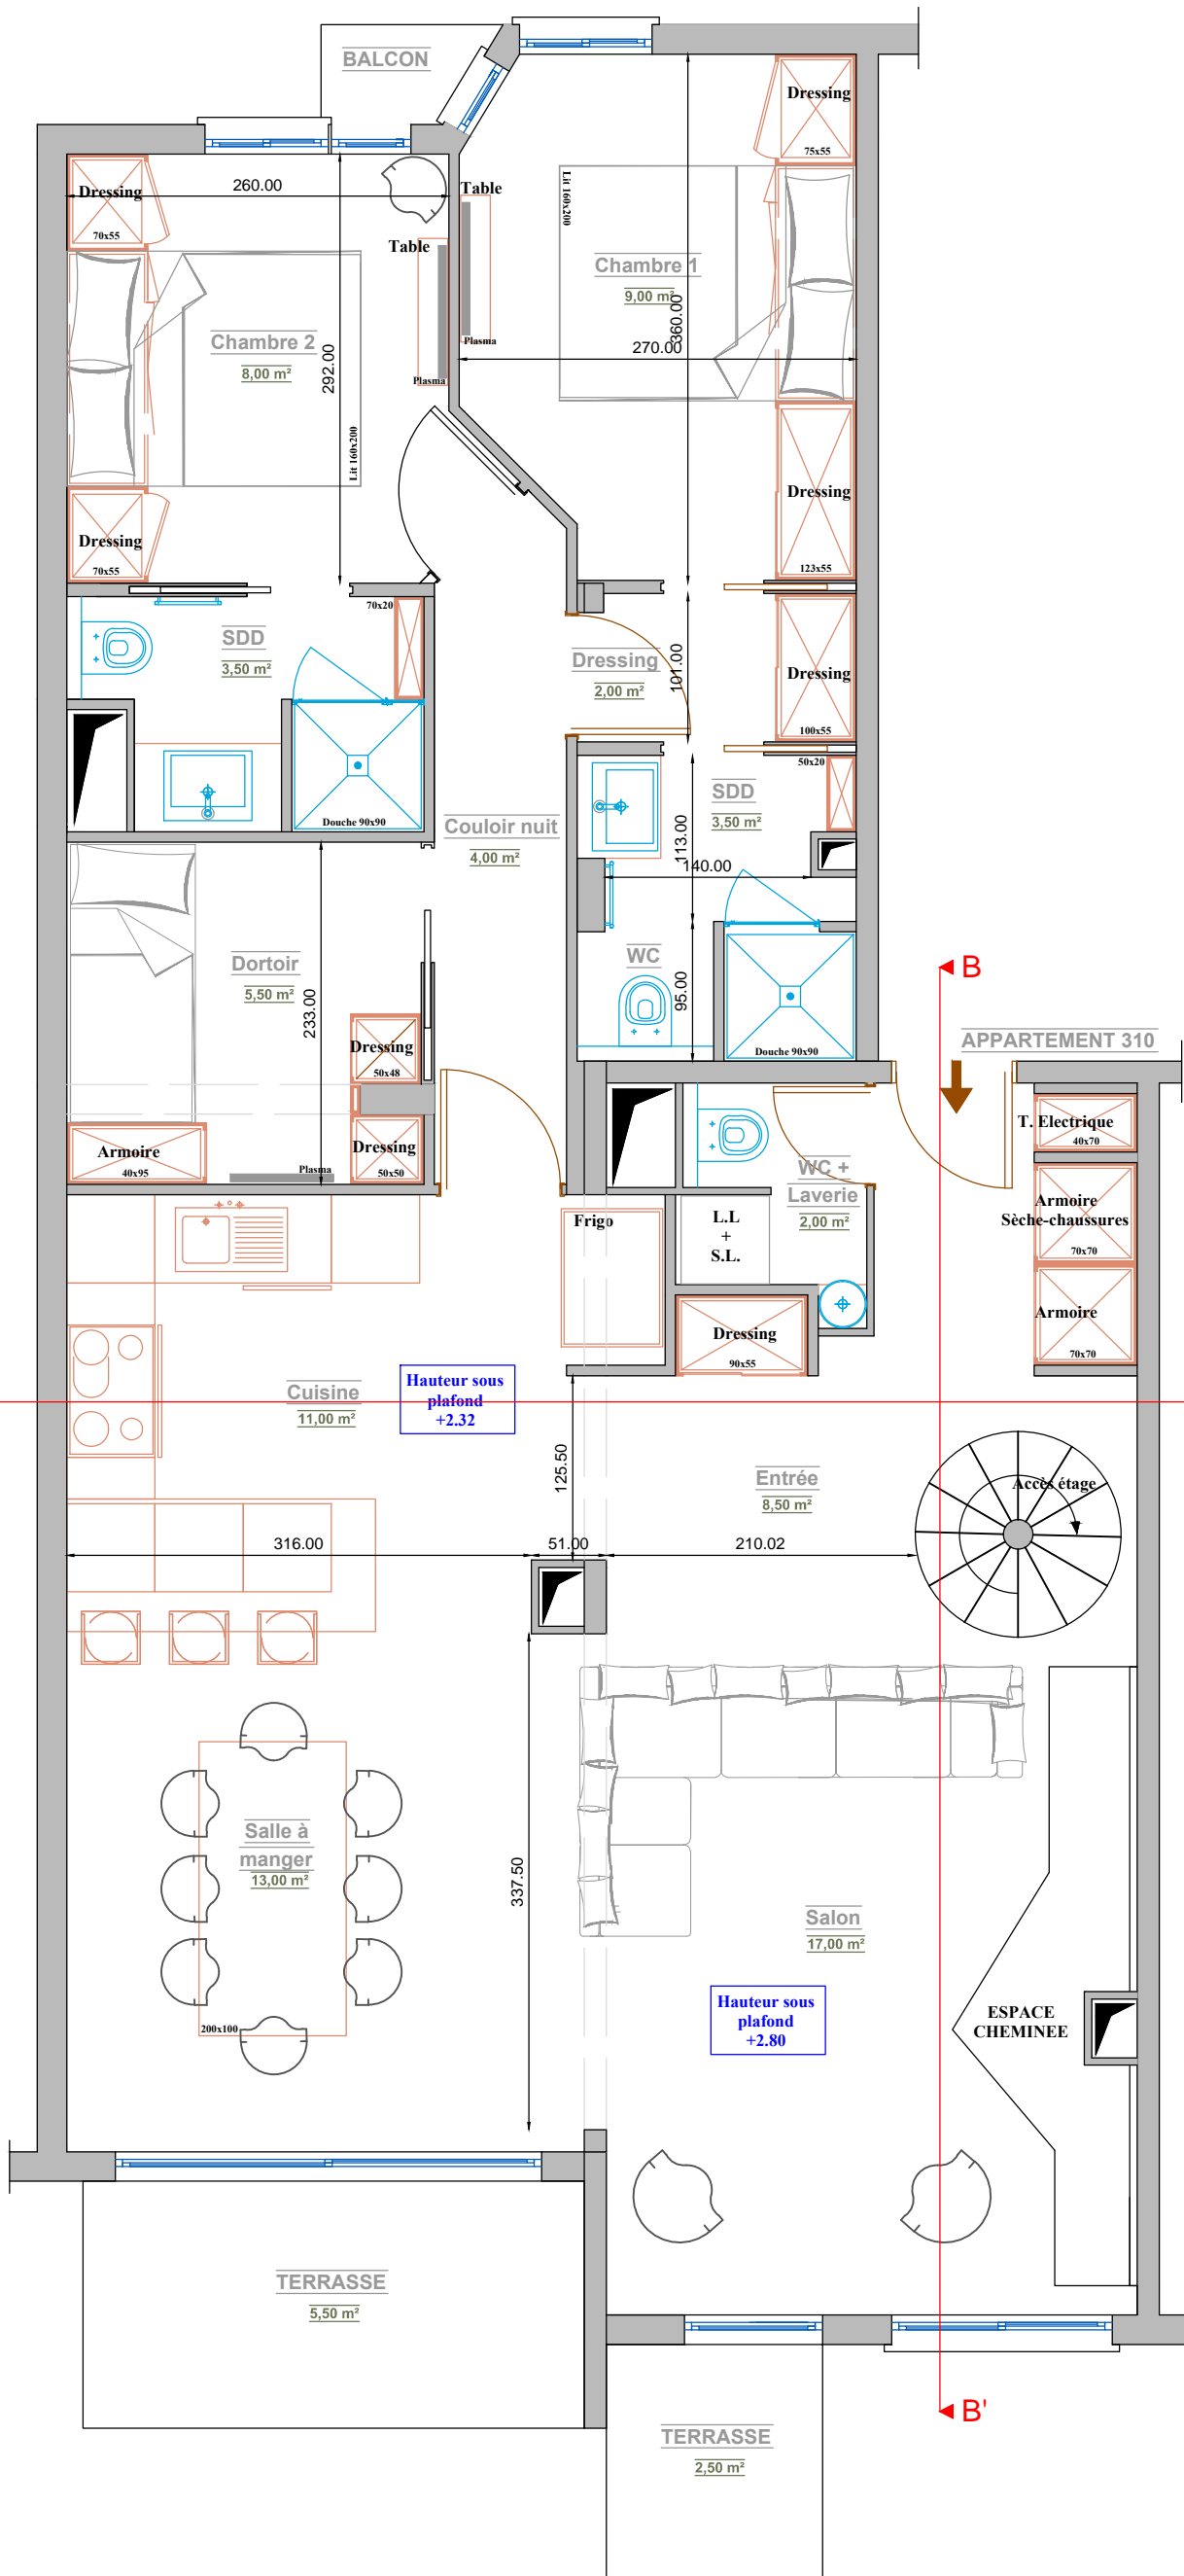 BALCON
Dressing
75x55
Dressing
70x55
260.00
Table
Lit 160x200
Table
Chambre 1
9,00 m²
360.00
270.00
Plasma
Chambre 2
8,00 m²
292.00
Plasma
Lit 160x200
Dressing
123x55
Dressing
70x55
70x20
SDD
3,50 m²
Dressing
2,00 m²
101.00
Dressing
100x55
50x20
SDD
3,50 m²
113.00
140.00
Douche 90x90
Couloir nuit
4,00 m²
Dortoir
5,50 m²
233.00
WC
95.00
Douche 90x90
B
APPARTEMENT 310
Dressing
50x48
Dressing
50x50
Armoire
40x95
Plasma
T. Electrique
40x70
WC +
Laverie
2,00 m²
Armoire
Sèche-chaussures
70x70
Armoire
70x70
Frigo
L.L
+
S.L.
Dressing
90x55
Cuisine
11,00 m²
Hauteur sous
plafond
+2.32
125.50
Entrée
8,50 m²
Accès étage
316.00
51.00
210.02
Salle à
manger
13,00 m²
200x100
337.50
Salon
17,00 m²
Hauteur sous
plafond
+2.80
ESPACE
CHEMINEE
TERRASSE
5,50 m²
B'
TERRASSE
2,50 m²